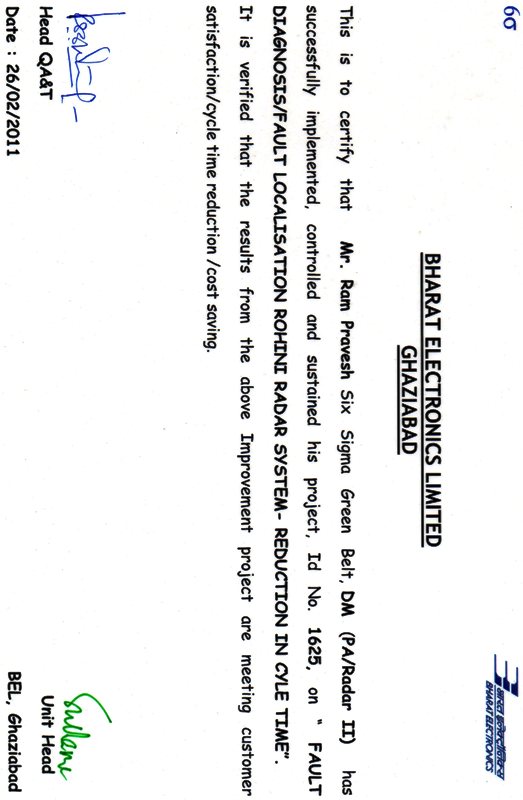 6σ
भारत इलेक्ट्रॉनिक्स
BHARAT ELECTRONICS
BHARAT ELECTRONICS LIMITED
GHAZIABAD
This is to certify that Mr. Ram Pravesh Six Sigma Green Belt, DM (PA/Radar II) has
successfully implemented, controlled and sustained his project, Id No. 1625, on “ FAULT
DIAGNOSIS/FAULT LOCALISATION ROHINI RADAR SYSTEM- REDUCTION IN CYLE TIME”.
It is verified that the results from the above Improvement project are meeting customer
satisfaction/cycle time reduction /cost saving.
Head QA&T
Unit Head
Date : 26/02/2011
BEL, Ghaziabad